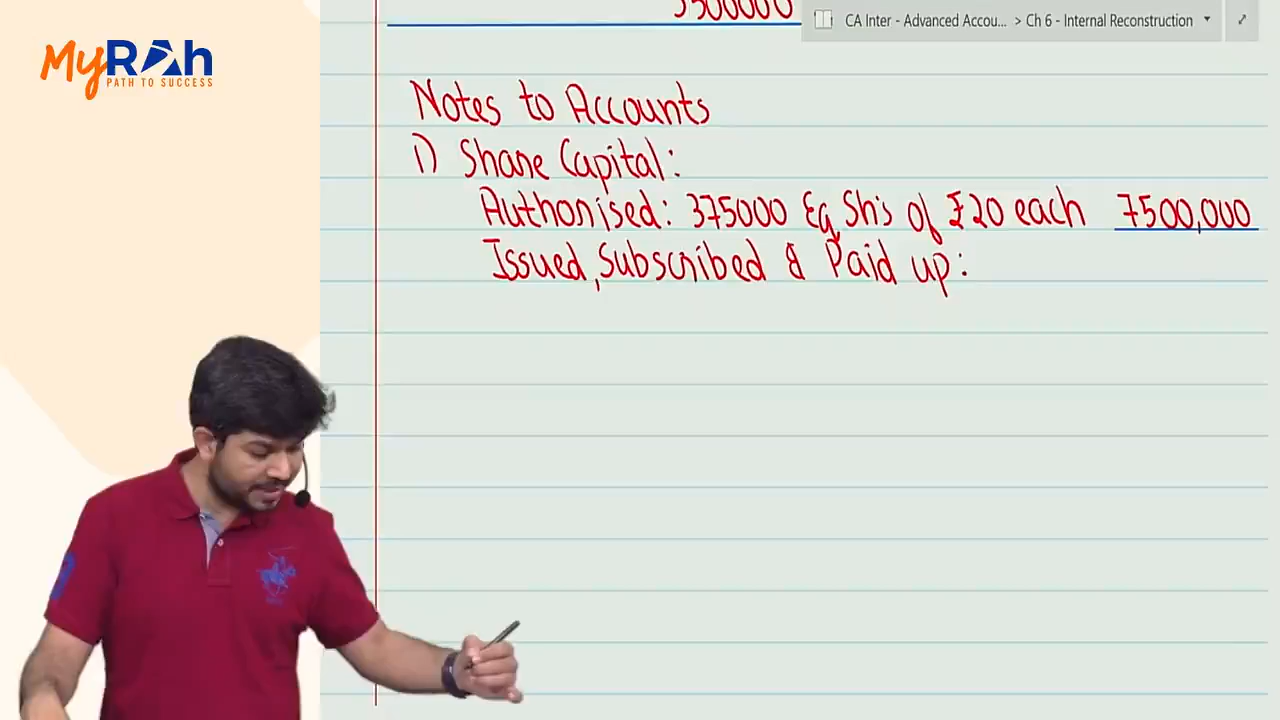 5500000
CA Inter - Advanced Accou... > Ch 6 - Internal Reconstruction
MyRAh
PATH TO SUCCESS
Notes to Accounts
i) Share Capital:
Authorised: 375000 Eq Sh's of ₹20 each 7500,000
Issued, Subscribed & Paid up: